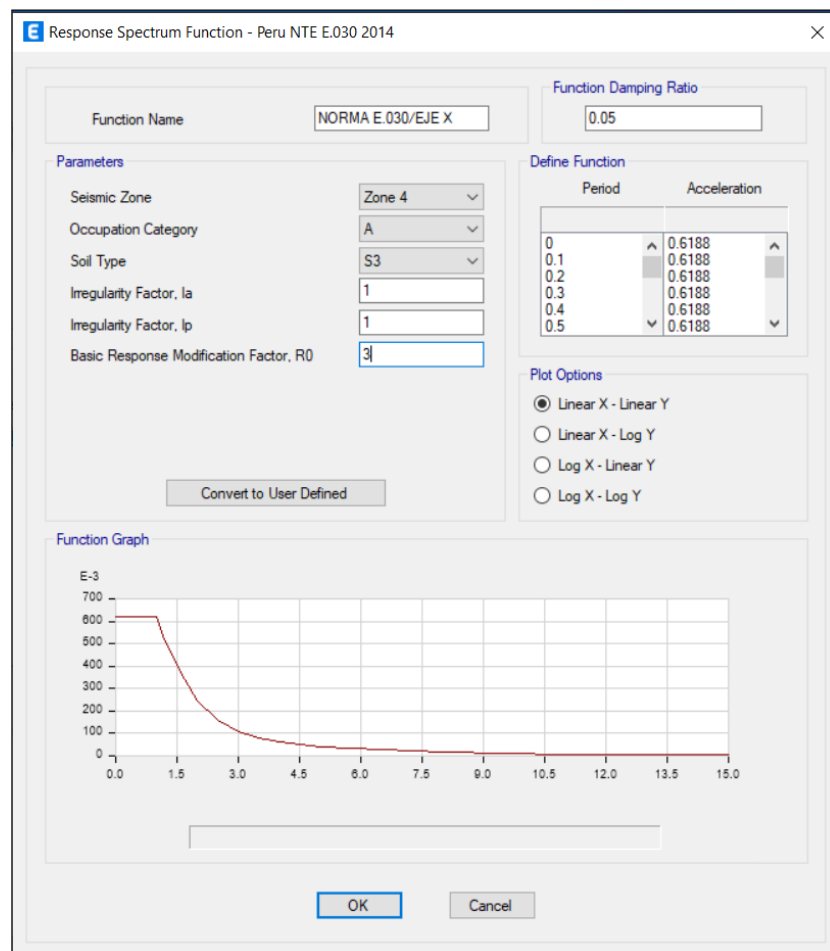 E Response Spectrum Function - Peru NTE E.030 2014
Function Name NORMA E.030/EJE X
Function Damping Ratio
0.05
Parameters
Seismic Zone Zone 4
Occupation Category A
Soil Type S3
Irregularity Factor, Ia 1
Irregularity Factor, Ip 1
Basic Response Modification Factor, R0 3
Convert to User Defined
Define Function
Period Acceleration
0 0.6188
0.1 0.6188
0.2 0.6188
0.3 0.6188
0.4 0.6188
0.5 0.6188
Plot Options
Linear X - Linear Y
Linear X - Log Y
Log X - Linear Y
Log X - Log Y
Function Graph
E-3
700
600
500
400
300
200
100
0
0.0 1.5 3.0 4.5 6.0 7.5 9.0 10.5 12.0 13.5 15.0
OK Cancel